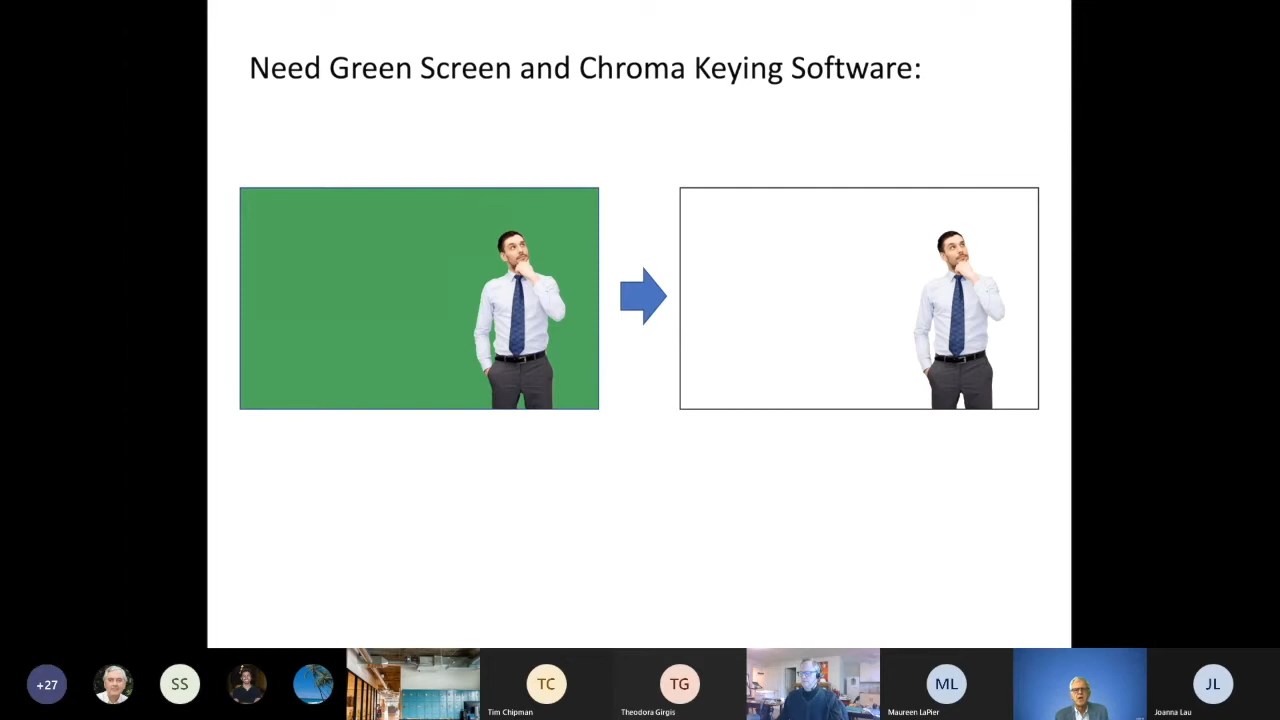 Need Green Screen and Chroma Keying Software:
+27
SS
TC
Tim Chipman
TG
Theodora Girgis
ML
Maureen LaPier
JL
Joanna Lau